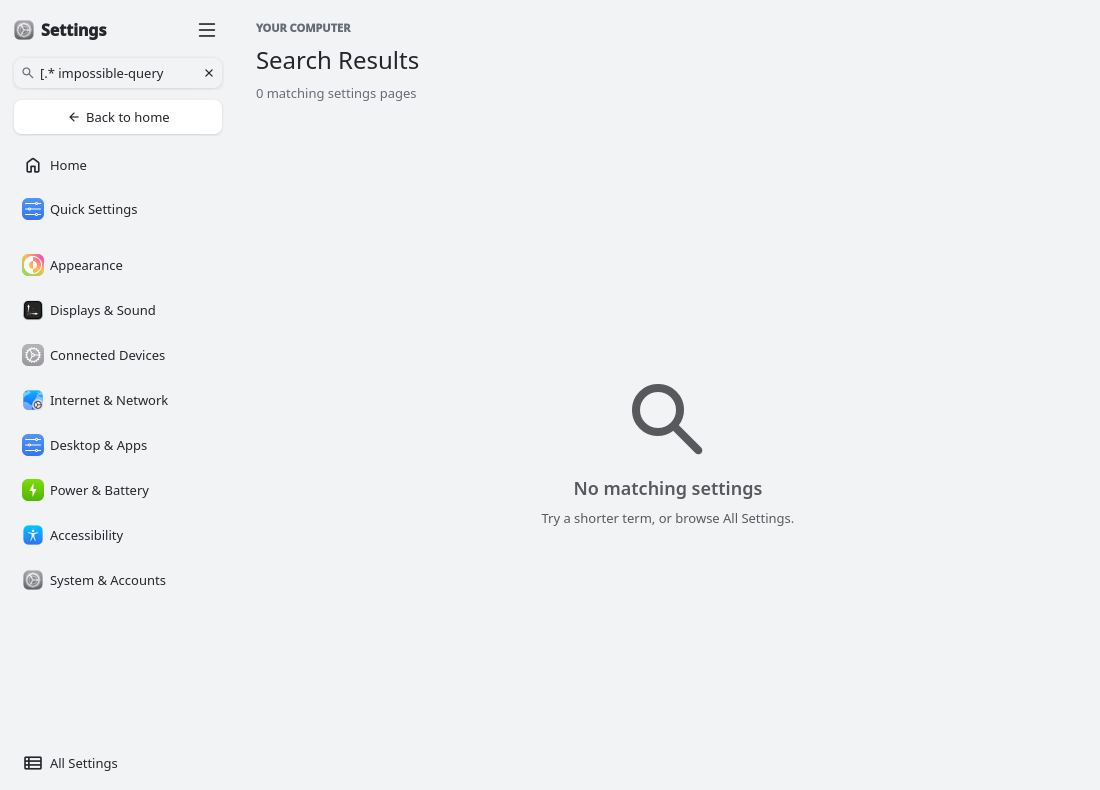 Settings
[.* impossible-query
Back to home
Home
Quick Settings
Appearance
Displays & Sound
Connected Devices
Internet & Network
Desktop & Apps
Power & Battery
Accessibility
System & Accounts
All Settings
YOUR COMPUTER
Search Results
0 matching settings pages
No matching settings
Try a shorter term, or browse All Settings.